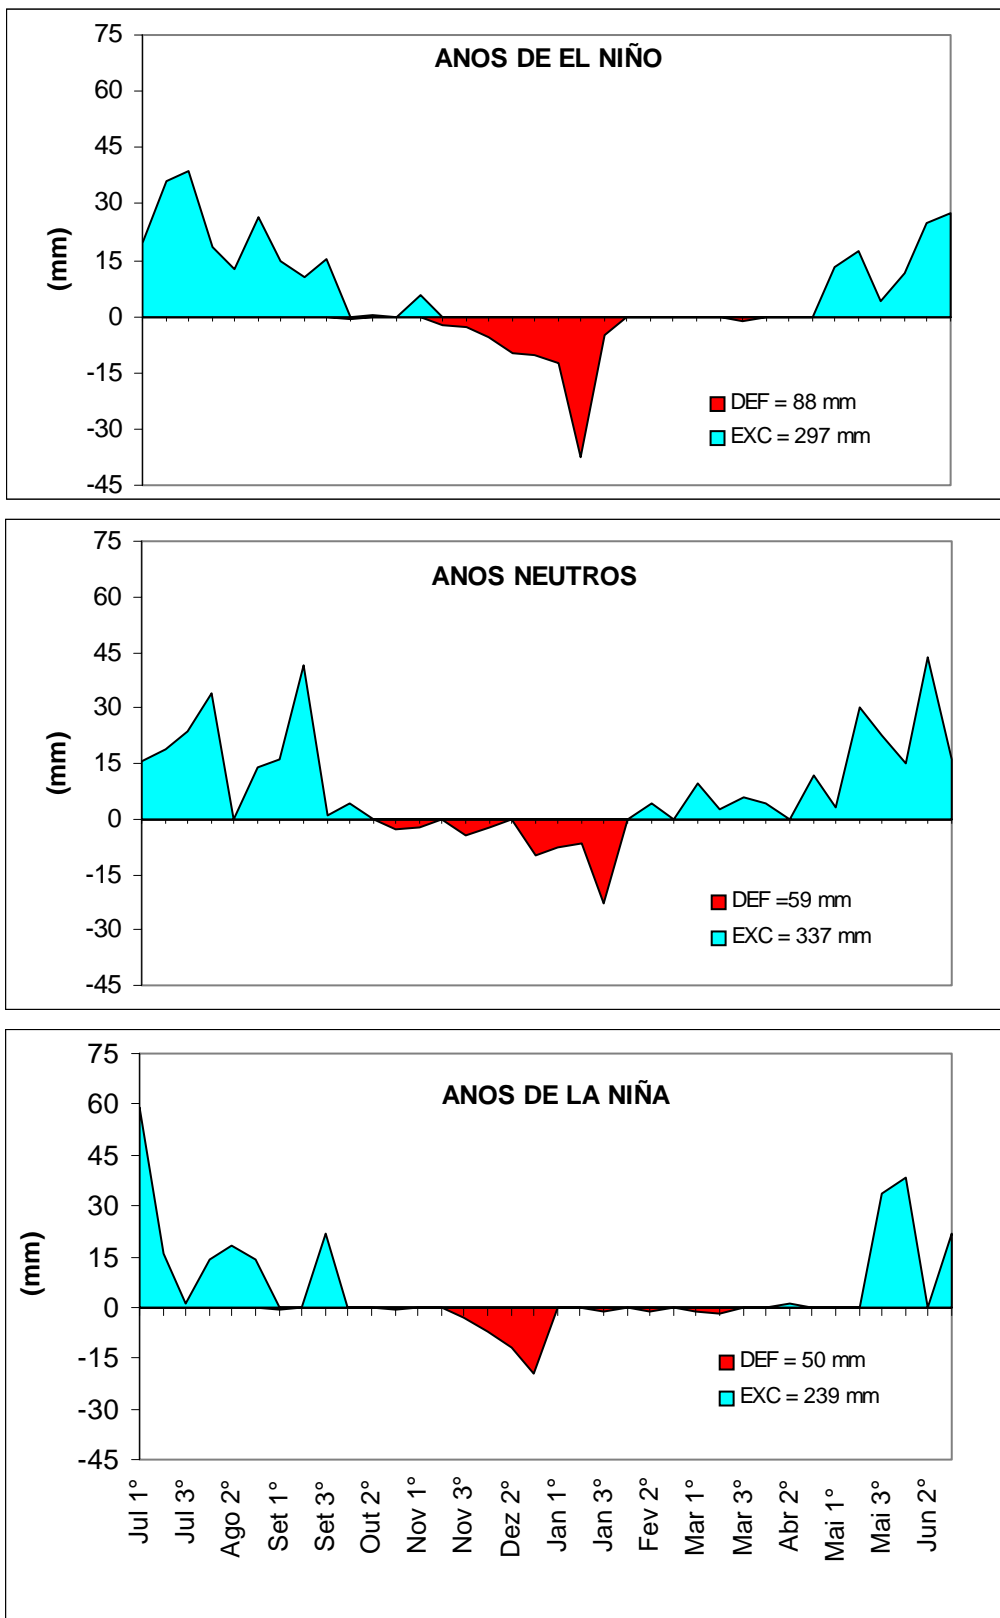 ANOS DE EL NIÑO
75
60
45
30
15
0
-15
-30
-45
(mm)
DEF = 88 mm
EXC = 297 mm
ANOS NEUTROS
75
60
45
30
15
0
-15
-30
-45
(mm)
DEF =59 mm
EXC = 337 mm
ANOS DE LA NIÑA
75
60
45
30
15
0
-15
-30
-45
(mm)
DEF = 50 mm
EXC = 239 mm
Jul 1°
Jul 3°
Ago 2°
Set 1°
Set 3°
Out 2°
Nov 1°
Nov 3°
Dez 2°
Jan 1°
Jan 3°
Fev 2°
Mar 1°
Mar 3°
Abr 2°
Mai 1°
Mai 3°
Jun 2°